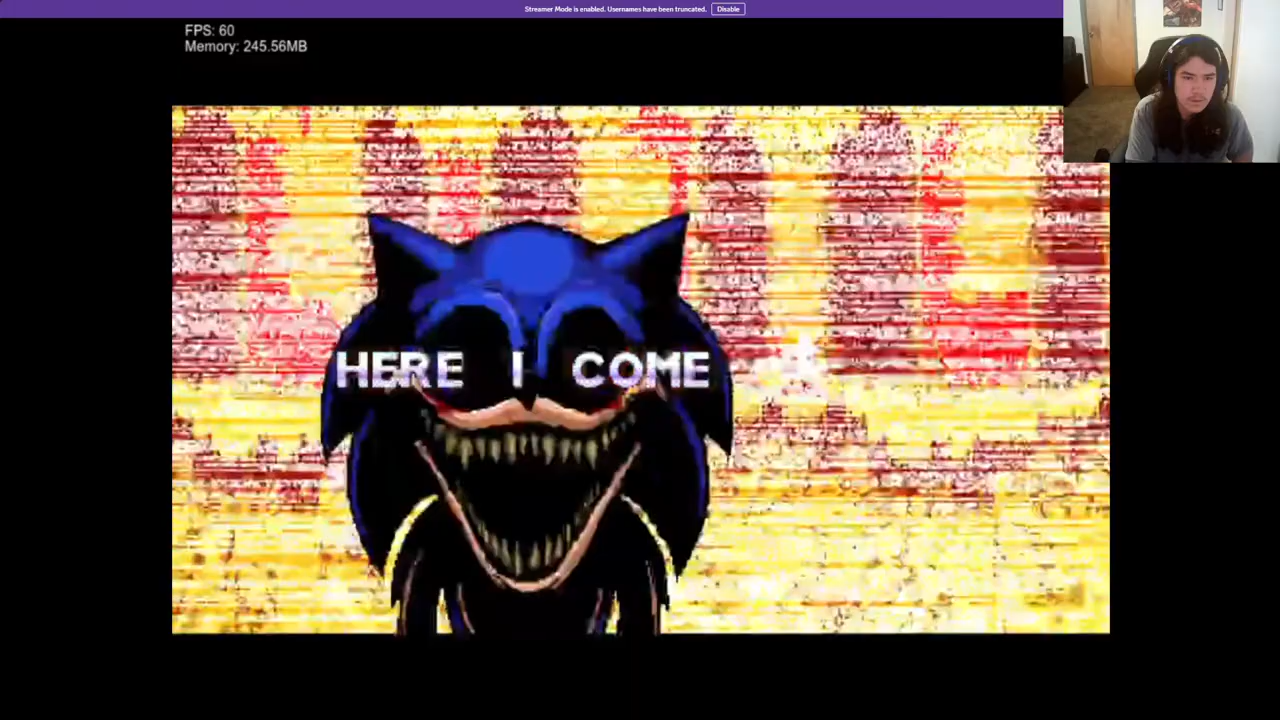 Streamer Mode is enabled. Usernames have been truncated. Disable
FPS: 60
Memory: 245.56MB
HERE I COME